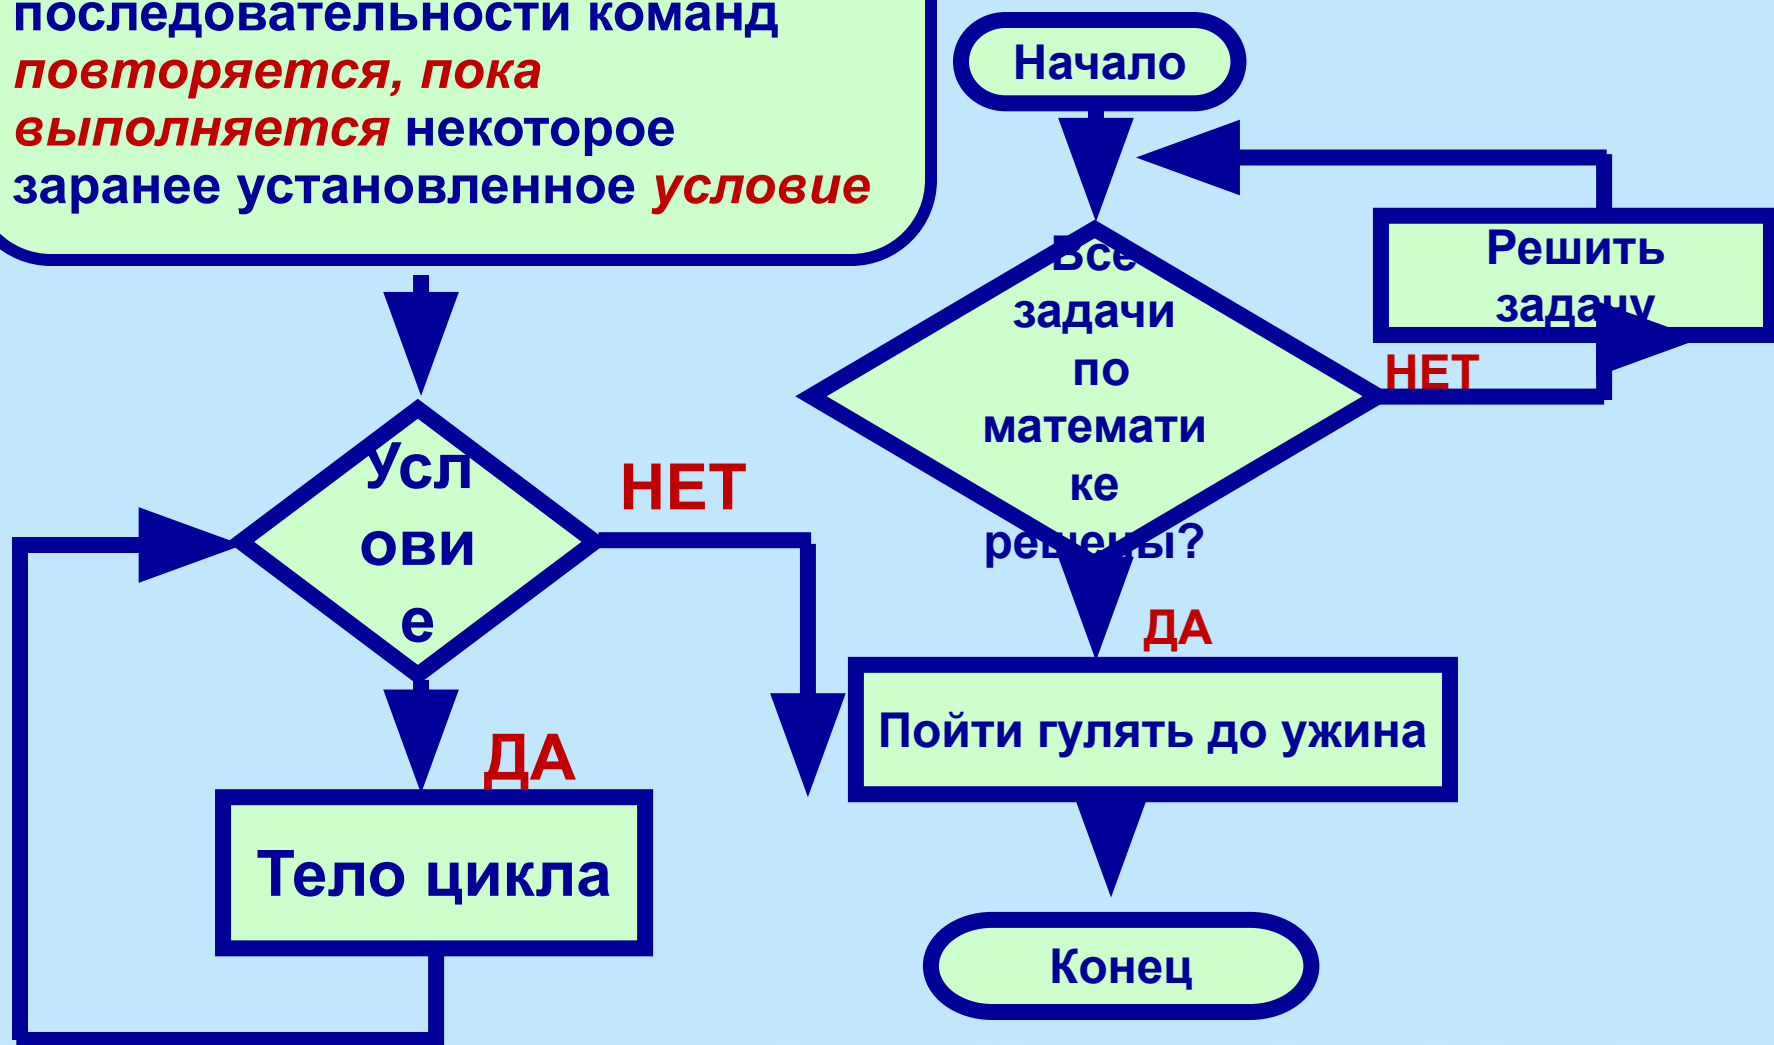 последовательности команд
повторяется, пока
выполняется некоторое
заранее установленное условие
Усл
ови
е
НЕТ
ДА
Тело цикла
Начало
Все
задачи
по
математи
ке
решены?
НЕТ
Решить
задачу
ДА
Пойти гулять до ужина
Конец